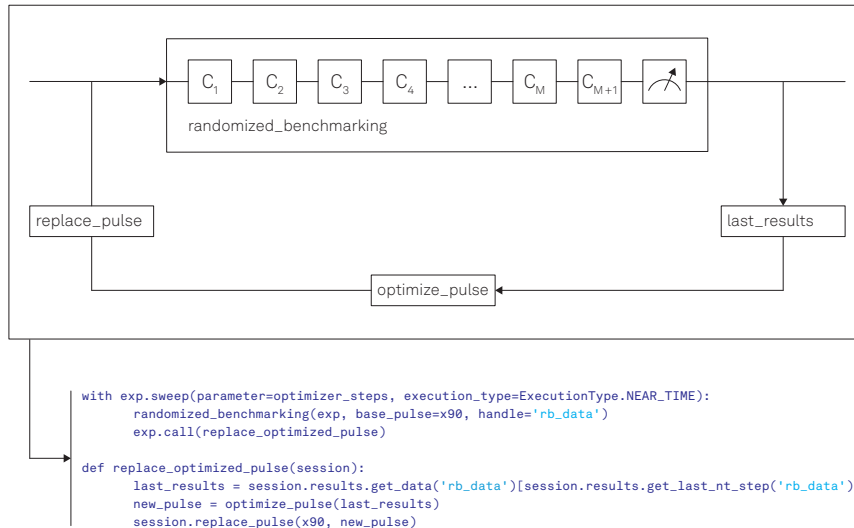 C1 C2 C3 C4 ... CM CM+1
randomized_benchmarking
replace_pulse
last_results
optimize_pulse
with exp.sweep(parameter=optimizer_steps, execution_type=ExecutionType.NEAR_TIME):
randomized_benchmarking(exp, base_pulse=x90, handle='rb_data')
exp.call(replace_optimized_pulse)
def replace_optimized_pulse(session):
last_results = session.results.get_data('rb_data')[session.results.get_last_nt_step('rb_data')
new_pulse = optimize_pulse(last_results)
session.replace_pulse(x90, new_pulse)